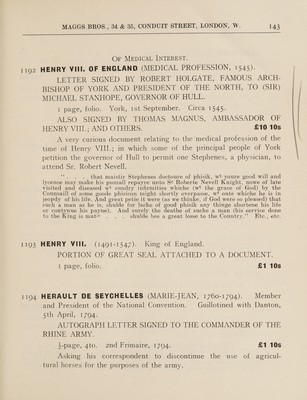 MAGGS BROS., 34 & 35, CONDUIT STREET, LONDON, W. 143
OF MEDICAL INTEREST.
1192 HENRY VIII. OF ENGLAND (MEDICAL PROFESSION, 1545).
LETTER SIGNED BY ROBERT HOLGATE, FAMOUS ARCH-
BISHOP OF YORK AND PRESIDENT OF THE NORTH, TO (SIR)
MICHAEL STANHOPE, GOVERNOR OF HULL.
1 page, folio. York, 1st September. Circa 1545.
ALSO SIGNED BY THOMAS MAGNUS, AMBASSADOR OF
HENRY VIII.; AND OTHERS. £10 10s
A very curious document relating to the medical profession of the
time of Henry VIII.; in which some of the principal people of York
petition the governor of Hull to permit one Stephenes, a physician, to
attend Sr. Robert Nevell.
". . . . that maistir Stephenes doctoure of phisik, wt youre good will and
lycence may make his personall repayre unto Sr Roberte Nevell Knight, nowe of late
visited and diseased wt sundry infirmities whiche (wt the grace of God) by the
Counsaill of some goode phisicon might shortly overpasse, wt oute whiche he is in
jeopdy of his life. And great petie it were (as we thinke, if God were so pleased) that
such a man as he is, shulde for lacke of good phisik any thinge shortene his life
or contynue his payne). And surely the deathe of suche a man (his service done
to the King is matie . . . shulde bee a great losse to the Country." Etc., etc.
1193 HENRY VIII. (1491-1547). King of England.
PORTION OF GREAT SEAL ATTACHED TO A DOCUMENT.
1 page, folio. £1 10s
1194 HERAULT DE SEYCHELLES (MARIE-JEAN, 1760-1794). Member
and President of the National Convention. Guillotined with Danton,
5th April, 1794.
AUTOGRAPH LETTER SIGNED TO THE COMMANDER OF THE
RHINE ARMY.
½-page, 4to. 2nd Frimaire, 1794. £1 10s
Asking his correspondent to discontinue the use of agricul-
tural horses for the purposes of the army.